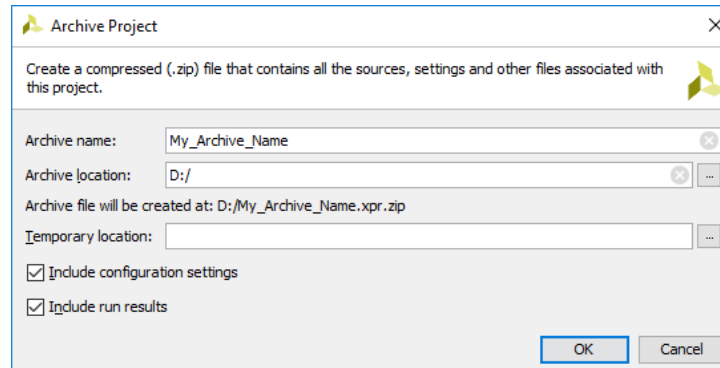 Archive Project
Create a compressed (.zip) file that contains all the sources, settings and other files associated with
this project.
Archive name: My_Archive_Name
Archive location: D:/ ...
Archive file will be created at: D:/My_Archive_Name.xpr.zip
Temporary location: ...
Include configuration settings
Include run results
OK Cancel